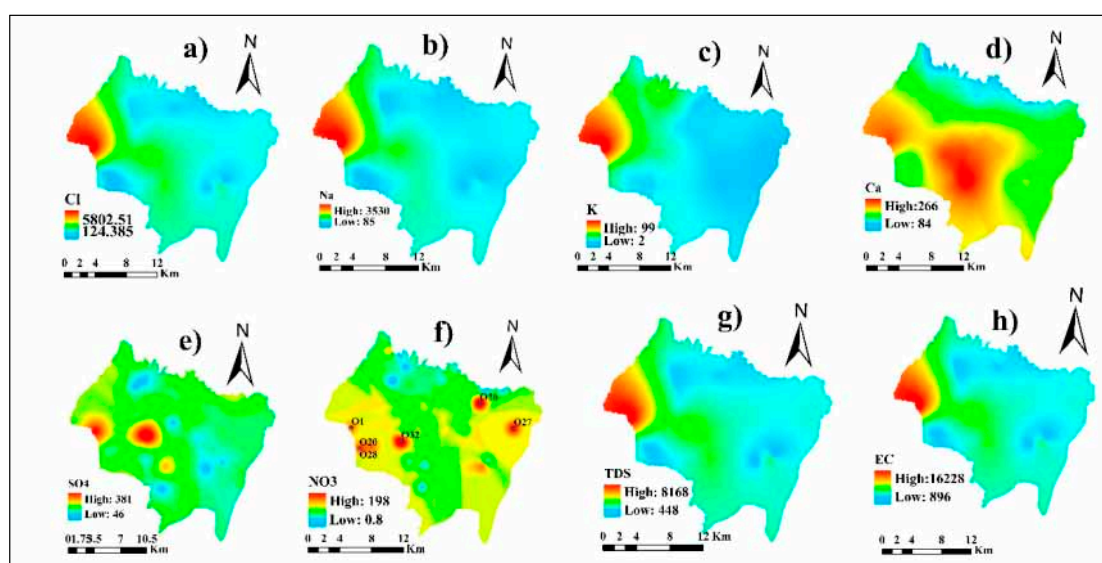 a)
N
Cl
5802.51
124.385
0 2 4 8 12
Km
b)
N
Na
High: 3530
Low: 85
0 2 4 8 12
Km
c)
N
K
High: 99
Low: 2
0 2 4 8 12
Km
d)
N
Ca
High:266
Low: 84
0 2 4 8 12
Km
e)
N
SO4
High: 381
Low: 46
01.753.5 7 10.5
f)
N
O1
O20
O28
O32
O27
NO3
High: 198
Low: 0.8
0 2 4 8 12
Km
g)
N
TDS
High: 8168
Low: 448
0 2 4 8 12 Km
h)
N
EC
High:16228
Low: 896
0 2 4 8 12
Km